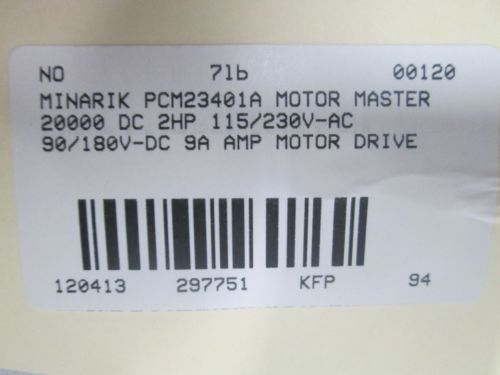 NO 7lb 00120
MINARIK PCM23401A MOTOR MASTER
20000 DC 2HP 115/230V-AC
90/180V-DC 9A AMP MOTOR DRIVE
120413 297751 KFP 94